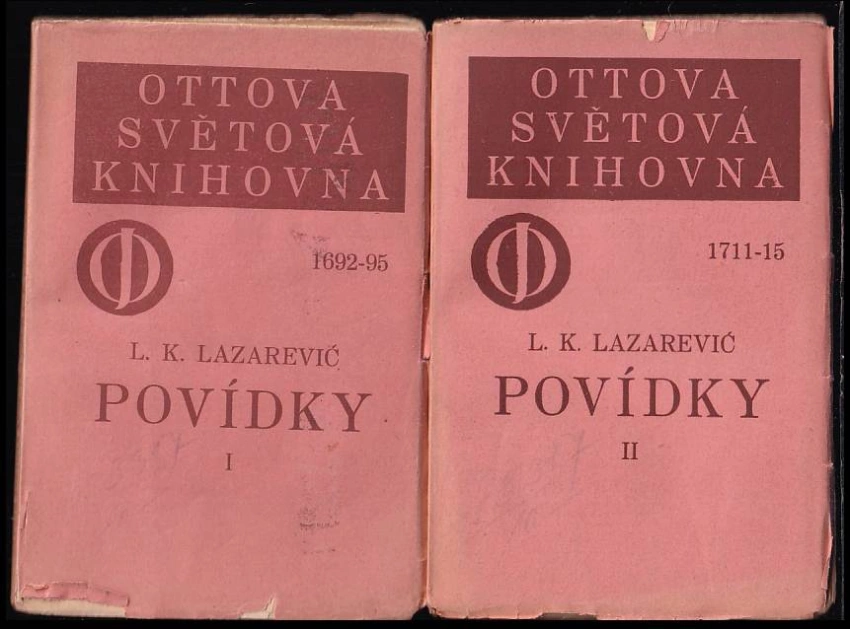 OTTOVA
SVĚTOVÁ
KNIHOVNA
1692-95
L. K. LAZAREVIĆ
POVÍDKY
I
OTTOVA
SVĚTOVÁ
KNIHOVNA
1711-15
L. K. LAZAREVIĆ
POVÍDKY
II